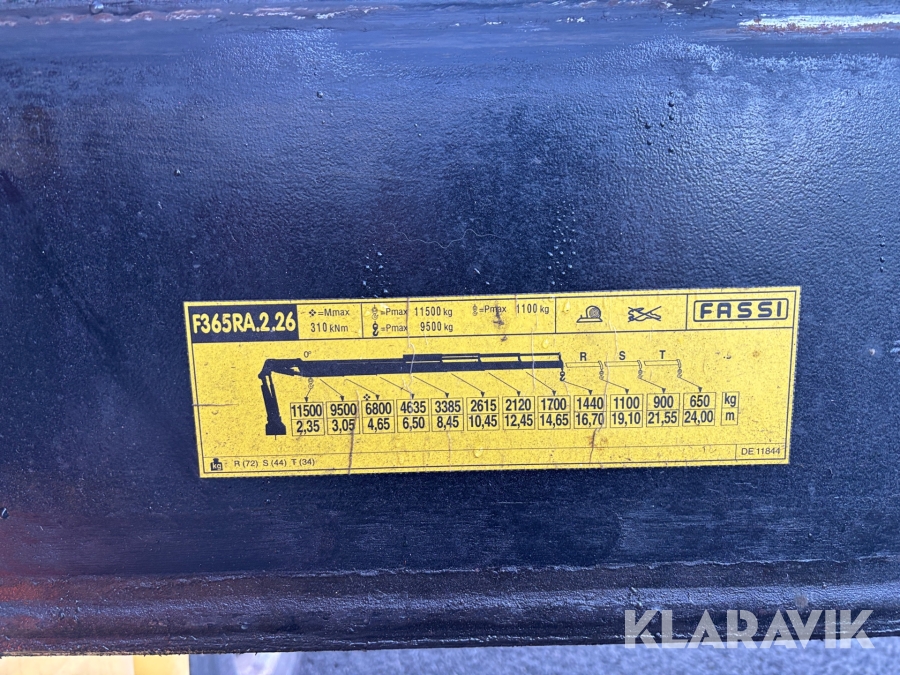 F365RA.2.26
=Mmax
310 kNm
=Pmax 11500 kg
=Pmax 9500 kg
=Pmax 1100 kg
FASSI
0°
R S T
11500 9500 6800 4635 3385 2615 2120 1700 1440 1100 900 650 kg
2,35 3,05 4,65 6,50 8,45 10,45 12,45 14,65 16,70 19,10 21,55 24,00 m
kg R (72) S (44) T (34)
DE 11844
KLARAVIK